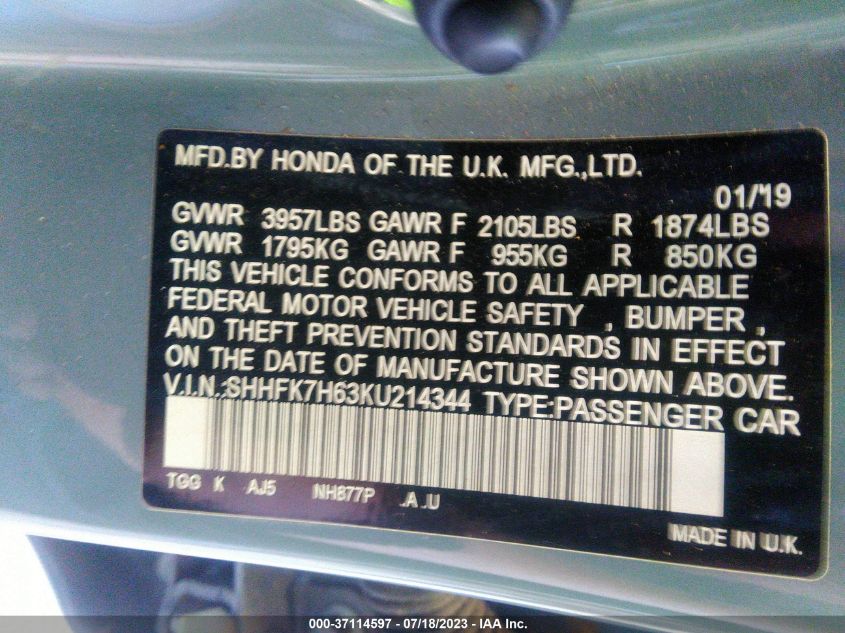 MFD.BY HONDA OF THE U.K. MFG.,LTD.
01/19
GVWR 3957LBS GAWR F 2105LBS R 1874LBS
GVWR 1795KG GAWR F 955KG R 850KG
THIS VEHICLE CONFORMS TO ALL APPLICABLE
FEDERAL MOTOR VEHICLE SAFETY , BUMPER ,
AND THEFT PREVENTION STANDARDS IN EFFECT
ON THE DATE OF MANUFACTURE SHOWN ABOVE.
V.I.N.:SHHFK7H63KU214344 TYPE:PASSENGER CAR
TGG K AJ5 NH877P .A .U
MADE IN U.K.
000-37114597 - 07/18/2023 - IAA Inc.